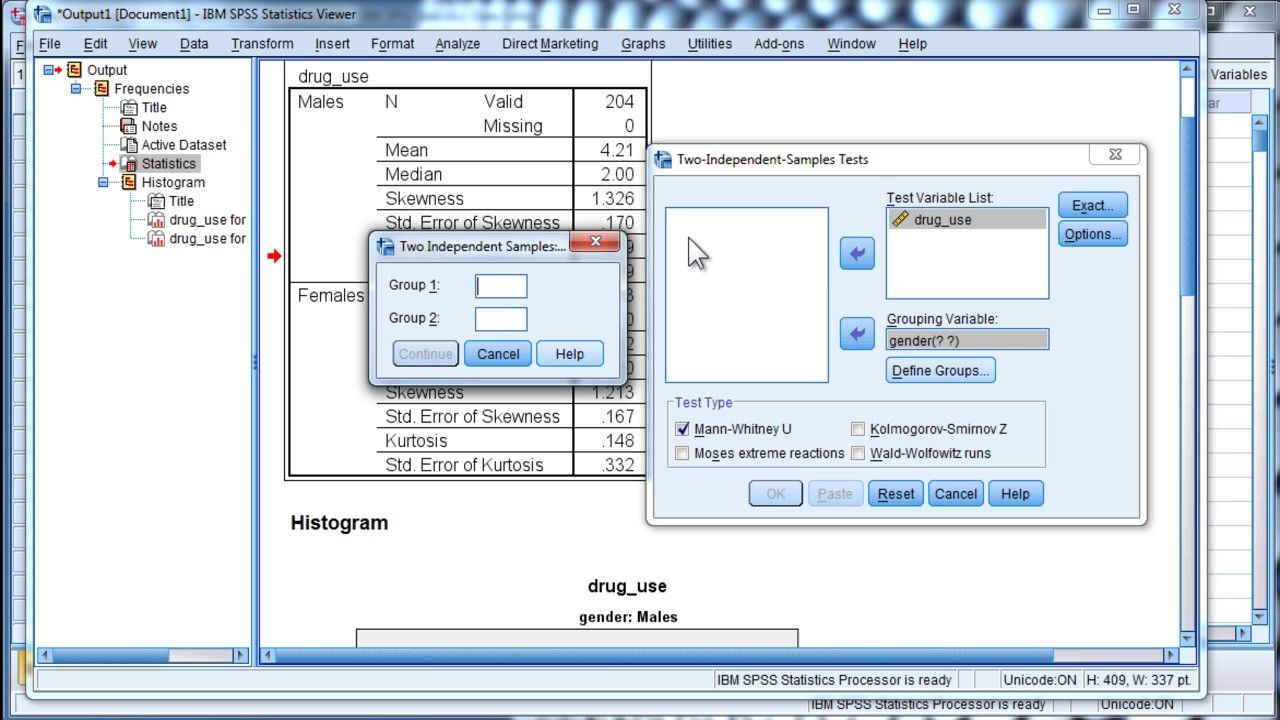 *Output1 [Document1] - IBM SPSS Statistics Viewer
File Edit View Data Transform Insert Format Analyze Direct Marketing Graphs Utilities Add-ons Window Help
Variables
Output
Frequencies
Title
Notes
Active Dataset
Statistics
Histogram
Title
drug_use for
drug_use for
drug_use
Males N Valid 204
Missing 0
Mean 4.21
Median 2.00
Skewness 1.326
Std. Error of Skewness .170
Females
Skewness 1.213
Std. Error of Skewness .167
Kurtosis .148
Std. Error of Kurtosis .332
Histogram
drug_use
gender: Males
Two Independent Samples:...
Group 1:
Group 2:
Continue Cancel Help
Two-Independent-Samples Tests
Test Variable List:
drug_use
Exact...
Options...
Grouping Variable:
gender(? ?)
Define Groups...
Test Type
Mann-Whitney U Kolmogorov-Smirnov Z
Moses extreme reactions Wald-Wolfowitz runs
OK Paste Reset Cancel Help
IBM SPSS Statistics Processor is ready Unicode:ON H: 409, W: 337 pt.
IBM SPSS Statistics Processor is ready Unicode:ON